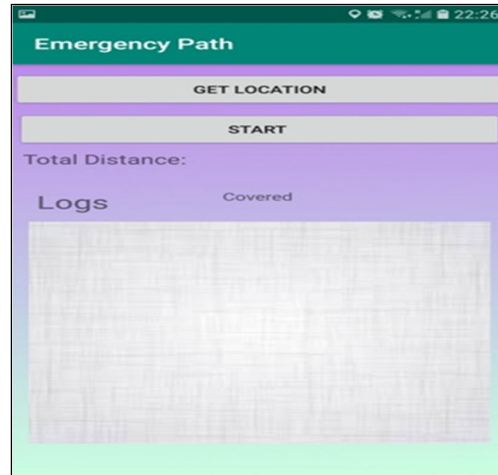 22:26
Emergency Path
GET LOCATION
START
Total Distance:
Logs Covered